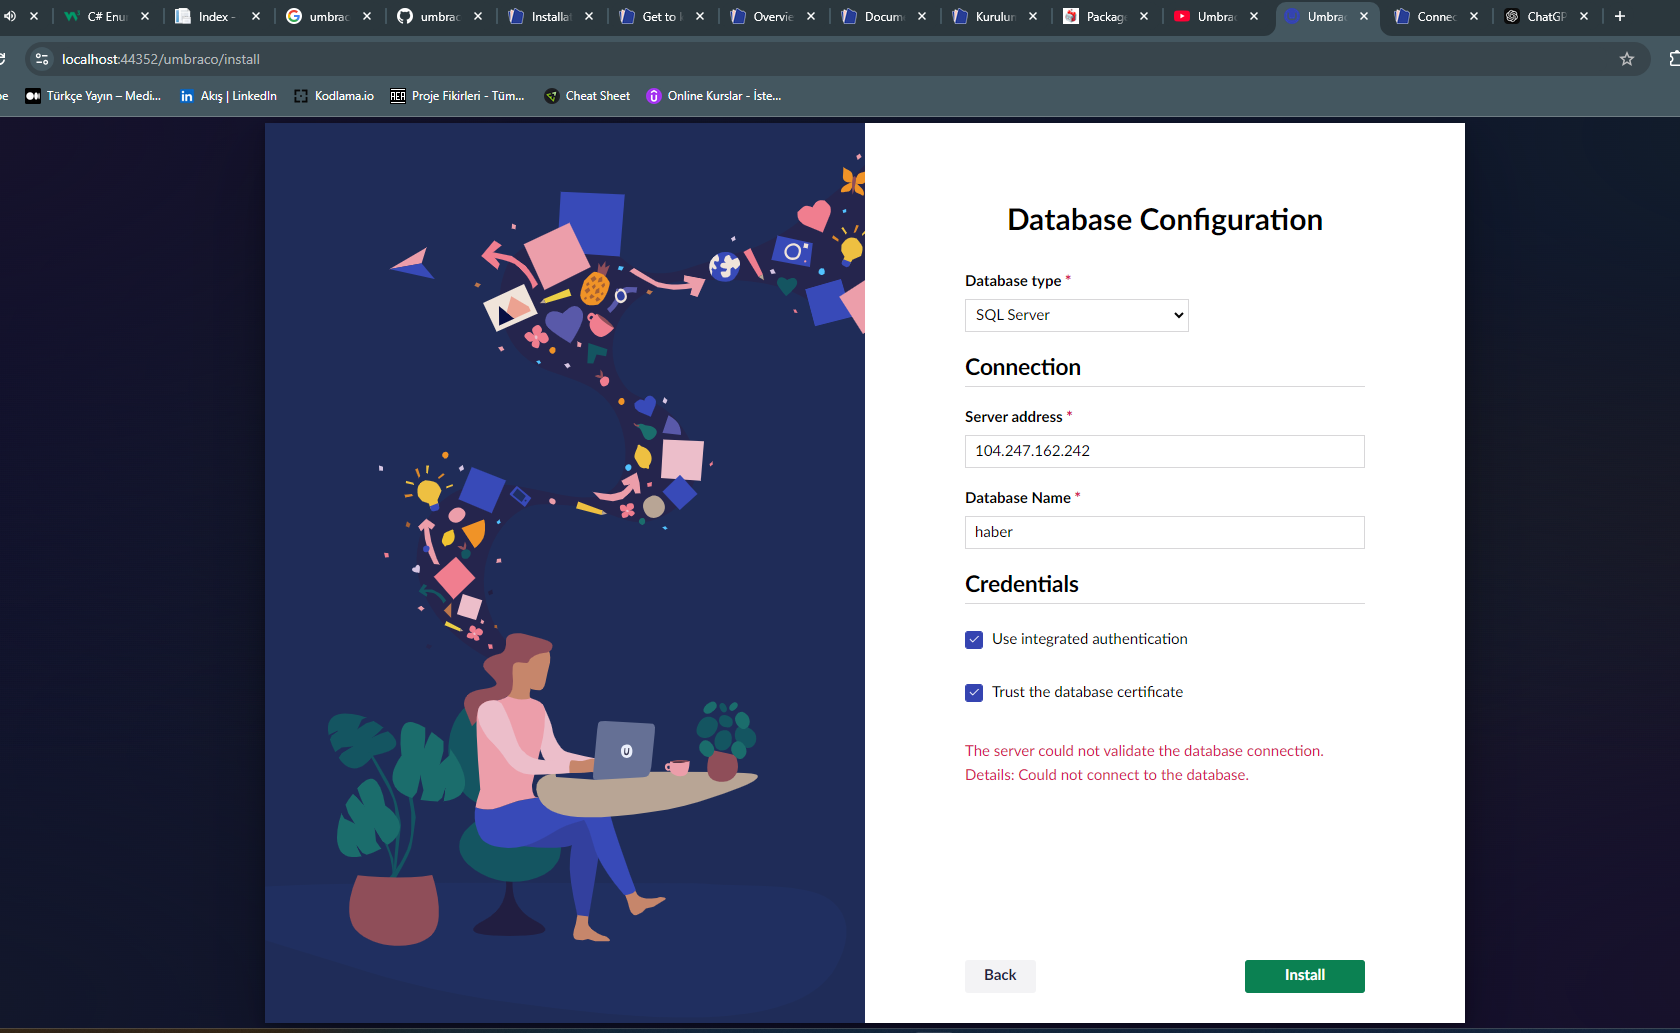 C# Enu
Index -
umbrac
umbrac
Installa
Get to k
Overvie
Docum
Kurulun
Package
Umbra
Umbrac
Connec
ChatGP
localhost:44352/umbraco/install
be
Türkçe Yayın – Medi...
Akış | LinkedIn
Kodlama.io
Proje Fikirleri - Tüm...
Cheat Sheet
Online Kurslar - İste...
Database Configuration
Database type *
SQL Server
Connection
Server address *
104.247.162.242
Database Name *
haber
Credentials
Use integrated authentication
Trust the database certificate
The server could not validate the database connection.
Details: Could not connect to the database.
Back
Install